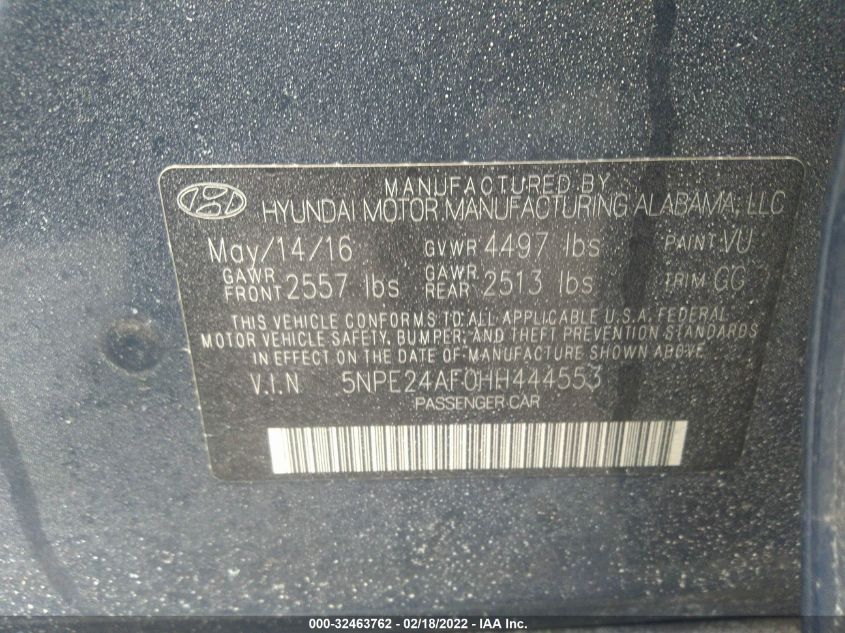 MANUFACTURED BY
HYUNDAI MOTOR MANUFACTURING ALABAMA, LLC
May/14/16 GVWR 4497 lbs PAINT: VU
GAWR FRONT 2557 lbs GAWR REAR 2513 lbs TRIM: GG
THIS VEHICLE CONFORMS TO ALL APPLICABLE U.S.A. FEDERAL
MOTOR VEHICLE SAFETY, BUMPER, AND THEFT PREVENTION STANDARDS
IN EFFECT ON THE DATE OF MANUFACTURE SHOWN ABOVE.
V.I.N 5NPE24AF0HH444553
PASSENGER CAR
000-32463762 - 02/18/2022 - IAA Inc.